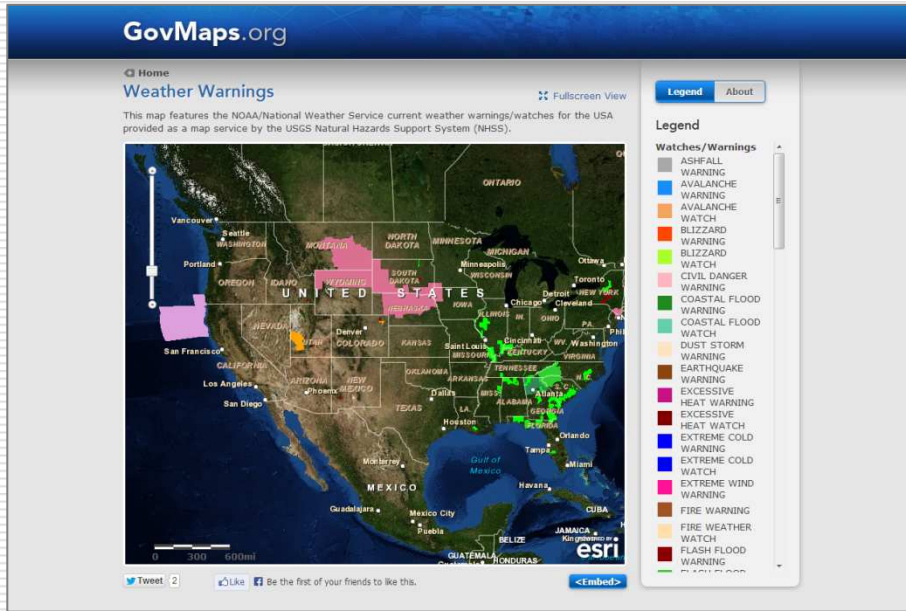 GovMaps.org
Home
Weather Warnings
Fullscreen View
This map features the NOAA/National Weather Service current weather warnings/watches for the USA
provided as a map service by the USGS Natural Hazards Support System (NHSS).
ONTARIO
Vancouver
Seattle
WASHINGTON
MONTANA
NORTH
DAKOTA
MINNESOTA
MICHIGAN
Ottawa
Portland
Minneapolis
OREGON
IDAHO
WYOMING
SOUTH
DAKOTA
WISCONSIN
Toronto
NEW YORK
UNITED STATES
Detroit
Chicago
Cleveland
NEBRASKA
IOWA
ILLINOIS
IN.
OHIO
PA.
Phil
NEVADA
UTAH
Denver
COLORADO
KANSAS
Saint Louis
MISSOURI
Cincinnati
W.V.
Washington
San Francisco
KENTUCKY
VIRGINIA
CALIFORNIA
TENNESSEE
N.C.
OKLAHOMA
ARKANSAS
Los Angeles
ARIZONA
Phoenix
NEW
MEXICO
S.C.
Atlanta
San Diego
Dallas
MISS
ALABAMA
GEORGIA
TEXAS
LA.
Houston
FLORIDA
Orlando
Tampa
Monterrey
Gulf of
Mexico
Miami
MEXICO
Havana
Guadalajara
Mexico City
CUBA
Puebla
JAMAICA
BELIZE
POWERED BY
esri
GUATEMALA
HONDURAS
0 300 600mi
Tweet 2
Like
Be the first of your friends to like this.
<Embed>
Legend
About
Legend
Watches/Warnings
ASHFALL
WARNING
AVALANCHE
WARNING
AVALANCHE
WATCH
BLIZZARD
WARNING
BLIZZARD
WATCH
CIVIL DANGER
WARNING
COASTAL FLOOD
WARNING
COASTAL FLOOD
WATCH
DUST STORM
WARNING
EARTHQUAKE
WARNING
EXCESSIVE
HEAT WARNING
EXCESSIVE
HEAT WATCH
EXTREME COLD
WARNING
EXTREME COLD
WATCH
EXTREME WIND
WARNING
FIRE WARNING
FIRE WEATHER
WATCH
FLASH FLOOD
WARNING
FLASH FLOOD